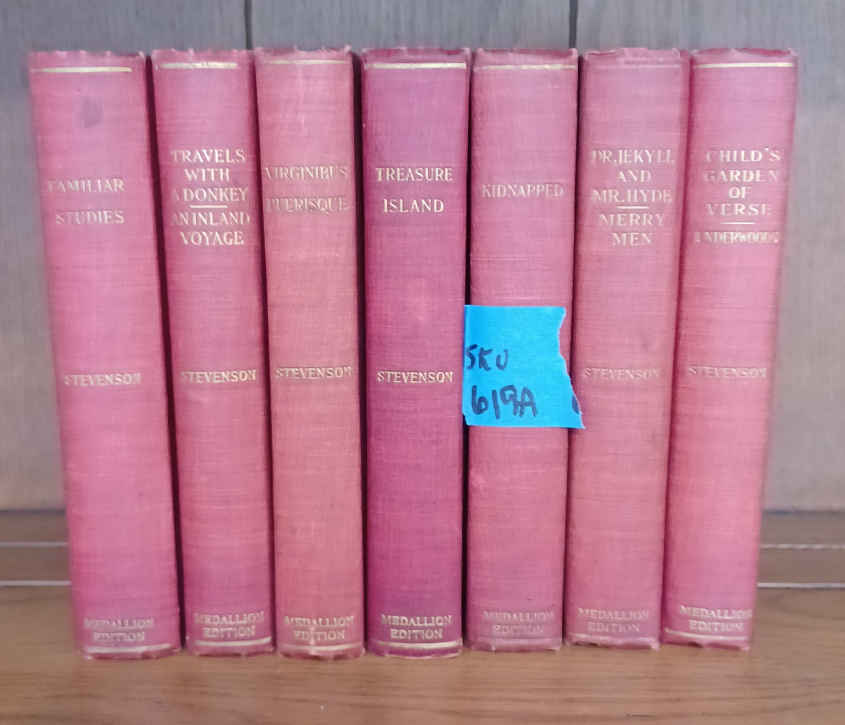 FAMILIAR
STUDIES
STEVENSON
MEDALLION
EDITION
TRAVELS
WITH
A DONKEY
AN INLAND
VOYAGE
STEVENSON
MEDALLION
EDITION
VIRGINIBUS
PUERISQUE
STEVENSON
MEDALLION
EDITION
TREASURE
ISLAND
STEVENSON
MEDALLION
EDITION
KIDNAPPED
SKU
619A
MEDALLION
EDITION
DR. JEKYLL
AND
MR. HYDE
MERRY
MEN
STEVENSON
MEDALLION
EDITION
CHILD'S
GARDEN
OF
VERSE
UNDERWOODS
STEVENSON
MEDALLION
EDITION